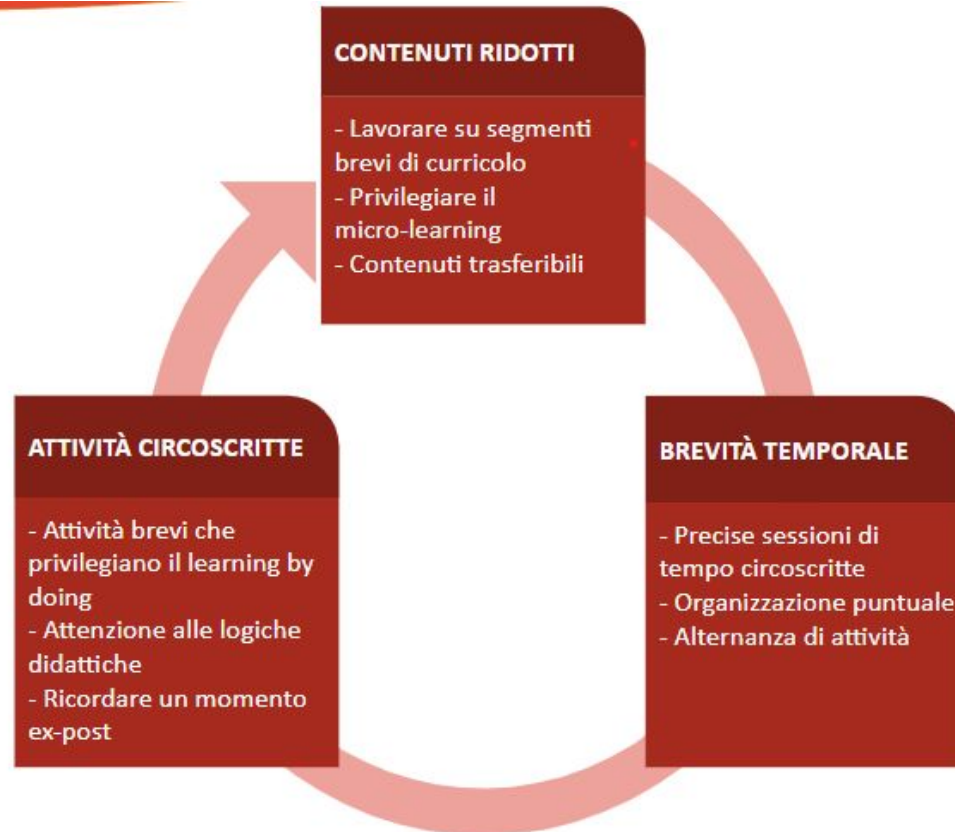 CONTENUTI RIDOTTI
- Lavorare su segmenti
brevi di curricolo
- Privilegiare il
micro-learning
- Contenuti trasferibili
ATTIVITÀ CIRCOSCRITTE
- Attività brevi che
privilegiano il learning by
doing
- Attenzione alle logiche
didattiche
- Ricordare un momento
ex-post
BREVITÀ TEMPORALE
- Precise sessioni di
tempo circoscritte
- Organizzazione puntuale
- Alternanza di attività